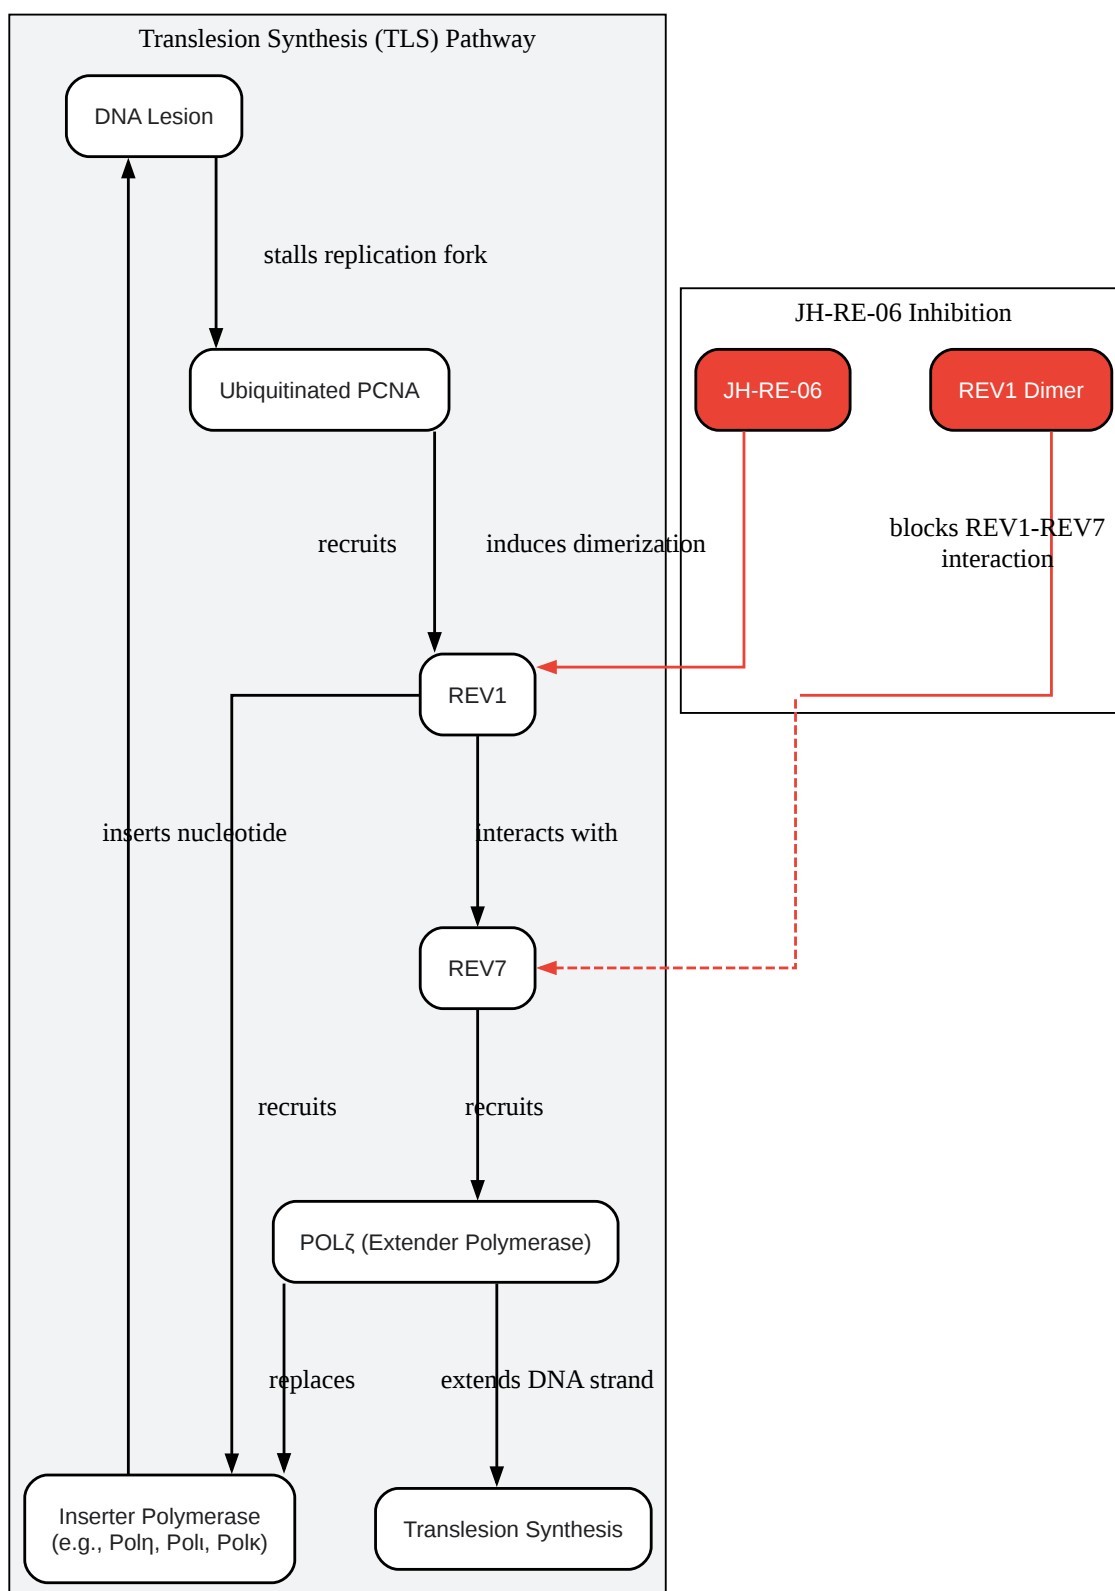 Translesion Synthesis (TLS) Pathway
DNA Lesion
stalls replication fork
JH-RE-06 Inhibition
Ubiquitinated PCNA
JH-RE-06
REV1 Dimer
recruits
induces dimerization
blocks REV1-REV7
interaction
REV1
inserts nucleotide
interacts with
REV7
recruits
recruits
POLζ (Extender Polymerase)
replaces
extends DNA strand
Inserter Polymerase
(e.g., Polη, Polι, Polκ)
Translesion Synthesis